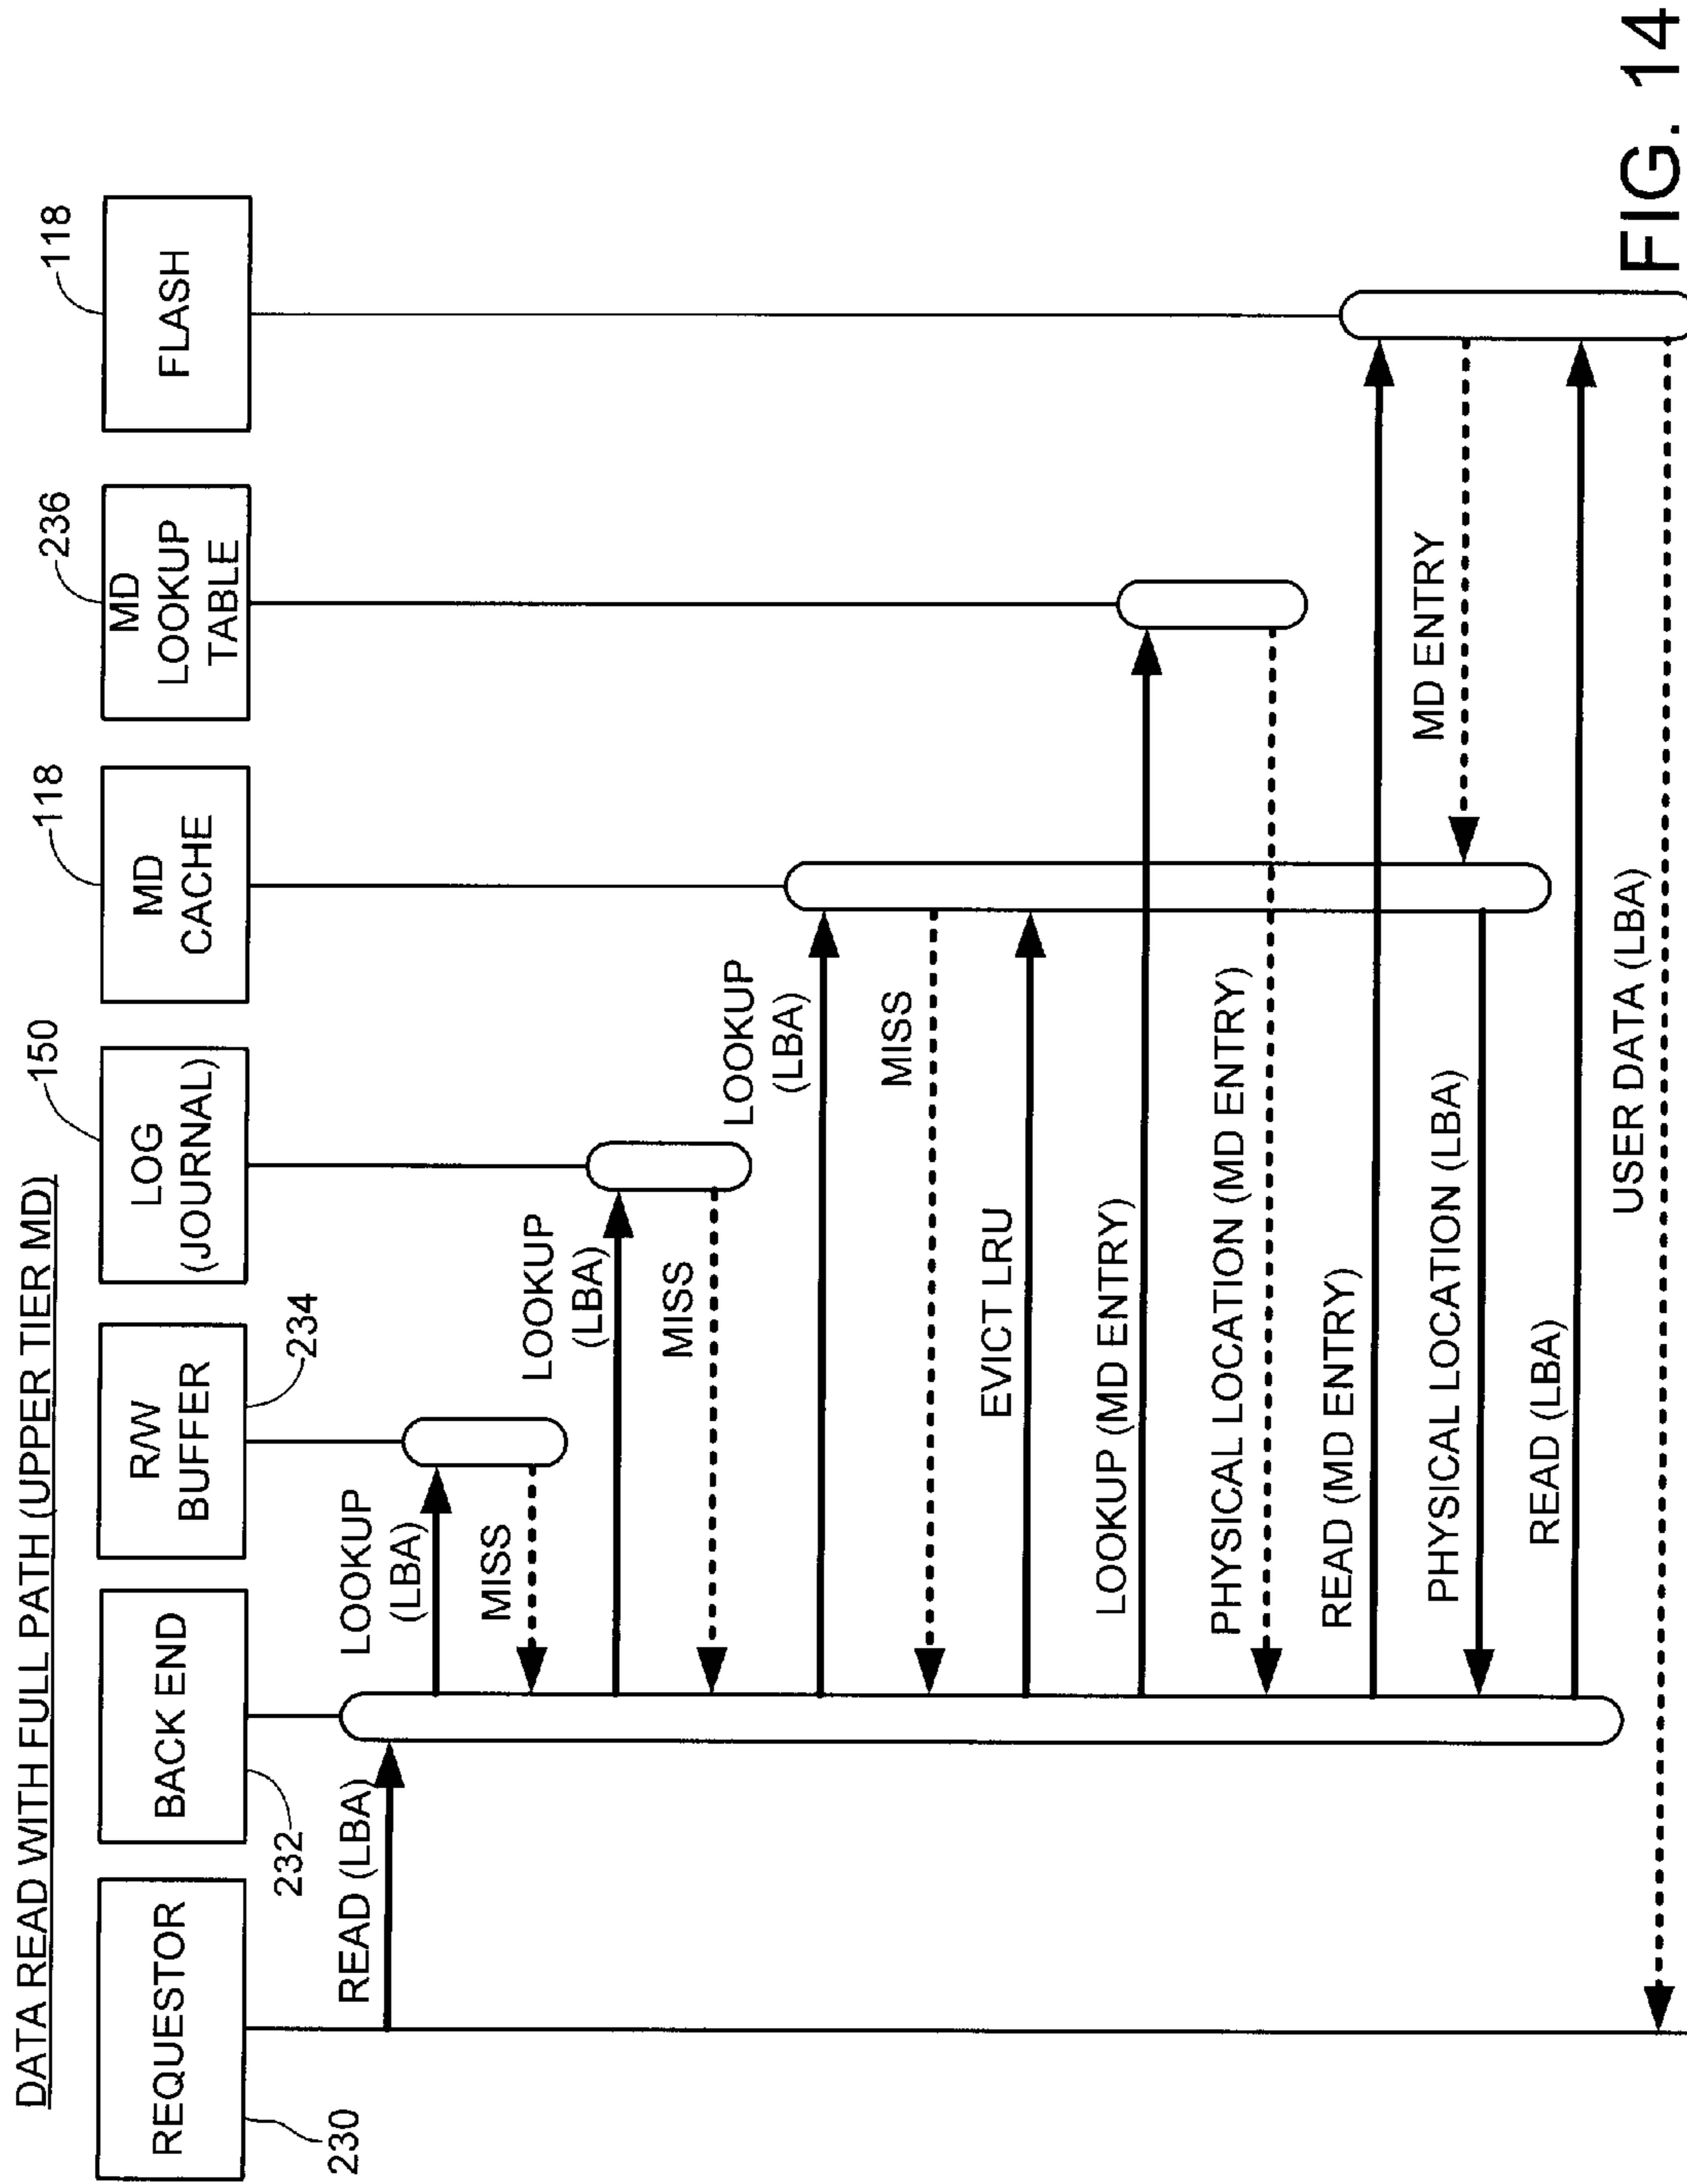 DATA READ WITH FULL PATH (UPPER TIER MD)
REQUESTOR
230
BACK END
232
R/W
BUFFER
234
LOG
(JOURNAL)
150
MD
CACHE
118
MD
LOOKUP
TABLE
236
FLASH
118
READ (LBA)
LOOKUP
(LBA)
MISS
LOOKUP
(LBA)
MISS
LOOKUP
(LBA)
MISS
EVICT LRU
LOOKUP (MD ENTRY)
PHYSICAL LOCATION (MD ENTRY)
READ (MD ENTRY)
MD ENTRY
PHYSICAL LOCATION (LBA)
READ (LBA)
USER DATA (LBA)
FIG. 14